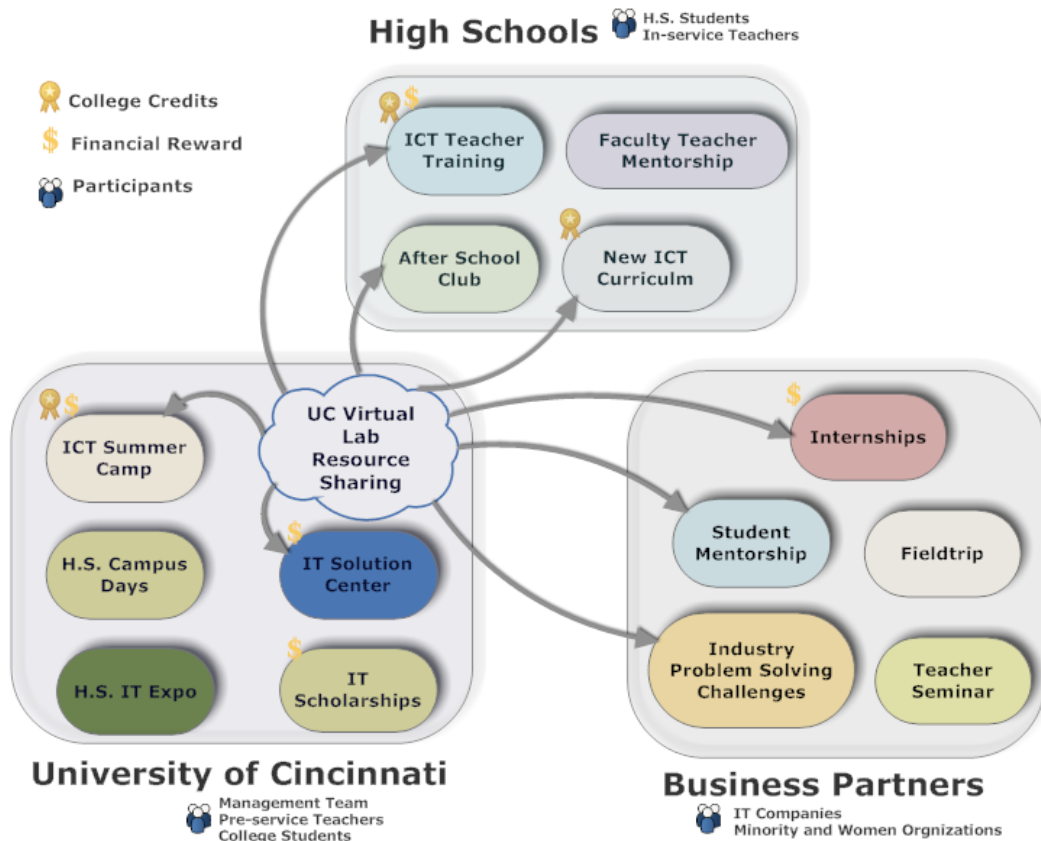 High Schools
H.S. Students
In-service Teachers
College Credits
$ Financial Reward
Participants
$
ICT Teacher
Training
Faculty Teacher
Mentorship
After School
Club
New ICT
Curriculm
$
ICT Summer
Camp
UC Virtual
Lab
Resource
Sharing
$
Internships
H.S. Campus
Days
$
IT Solution
Center
Student
Mentorship
Fieldtrip
H.S. IT Expo
$
IT
Scholarships
Industry
Problem Solving
Challenges
Teacher
Seminar
University of Cincinnati
Management Team
Pre-service Teachers
College Students
Business Partners
IT Companies
Minority and Women Orgnizations